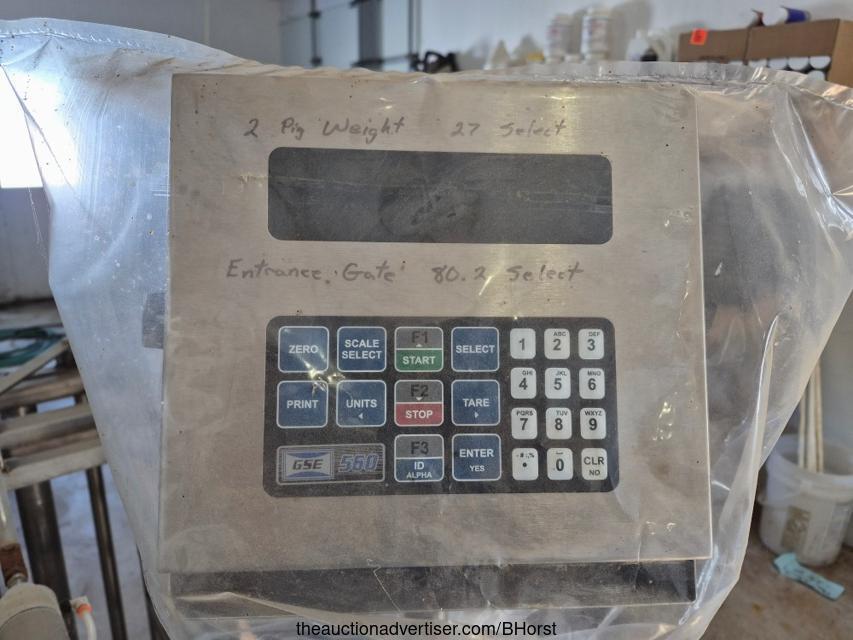 2 Pig Weight 27 Select
Entrance Gate 80.2 Select
ZERO
SCALE SELECT
F1
START
SELECT
1
ABC 2
DEF 3
GHI 4
JKL 5
MNO 6
PRINT
UNITS
F2
STOP
TARE
PQRS 7
TUV 8
WXYZ 9
GSE 560
F3
ID
ALPHA
ENTER
YES
.
0
CLR
NO
theauctionadvertiser.com/BHorst